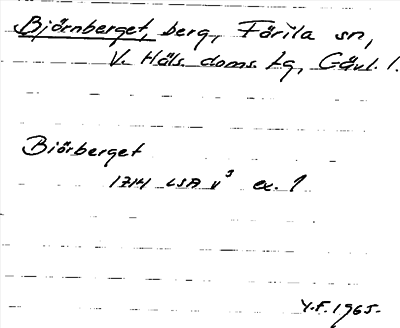 Björnberget, berg, Färila sn,
V. Häls. doms. tg, Gävl. l.
Biörberget
1714 LSA v³ ex. 1
Y.F. 1965.